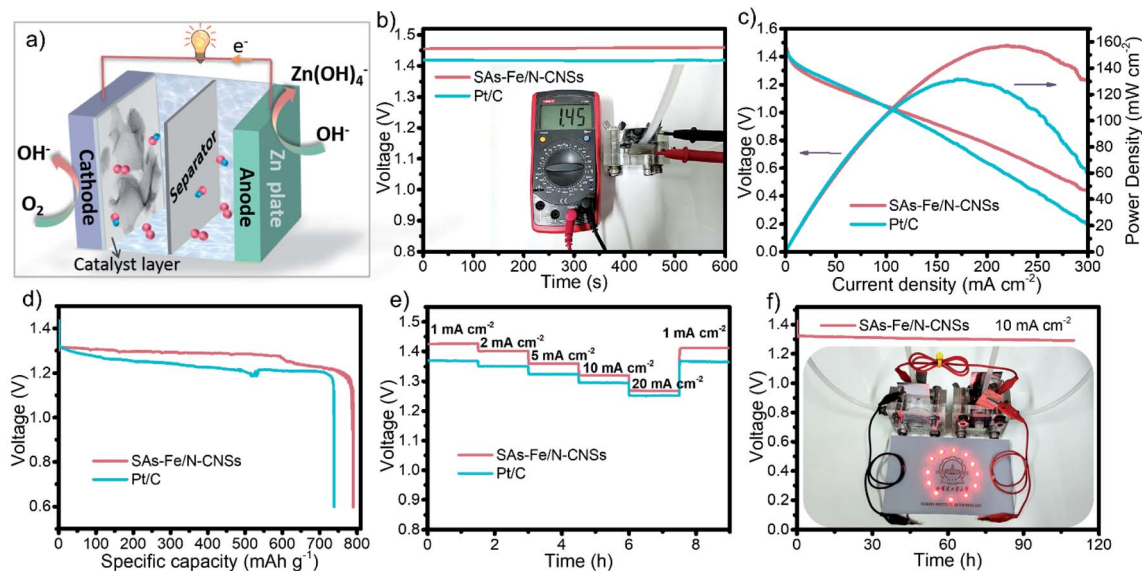 a)
e-
Zn(OH)4-
OH-
OH-
O2
Cathode
Separator
Anode
Zn plate
Catalyst layer
b)
1.5
1.4
1.3
1.2
1.1
1.0
0.9
0.8
Voltage (V)
SAs-Fe/N-CNSs
Pt/C
1.45
0 100 200 300 400 500 600
Time (s)
c)
1.6
1.4
1.2
1.0
0.8
0.6
0.4
0.2
0.0
Voltage (V)
SAs-Fe/N-CNSs
Pt/C
160
140
120
100
80
60
40
20
0
Power Density (mW cm-2)
0 50 100 150 200 250 300
Current density (mA cm-2)
d)
1.4
1.2
1.0
0.8
0.6
Voltage (V)
SAs-Fe/N-CNSs
Pt/C
0 100 200 300 400 500 600 700 800
Specific capacity (mAh g-1)
e)
1.5
1.4
1.3
1.2
1.1
1.0
0.9
0.8
Voltage (V)
1 mA cm-2
2 mA cm-2
5 mA cm-2
10 mA cm-2
20 mA cm-2
1 mA cm-2
SAs-Fe/N-CNSs
Pt/C
0 2 4 6 8
Time (h)
f)
1.4
1.2
1.0
0.8
0.6
0.4
0.2
0.0
Voltage (V)
SAs-Fe/N-CNSs 10 mA cm-2
0 30 60 90 120
Time (h)